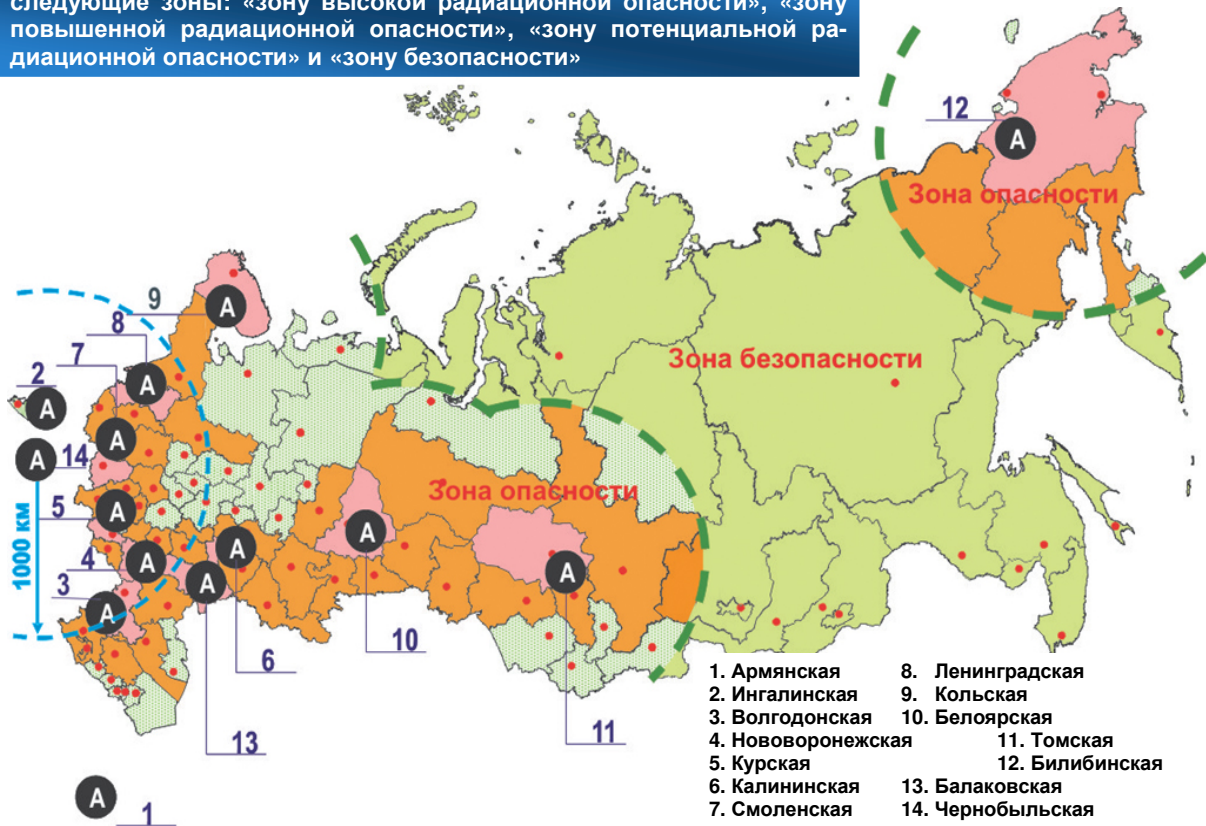 следующие зоны: «зону высокой радиационной опасности», «зону
повышенной радиационной опасности», «зону потенциальной ра-
диационной опасности» и «зону безопасности»
12
А
Зона опасности
9
А
8
А
7
А
2
А
Зона безопасности
14
А
Зона опасности
5
А
1000 км
4
А
3
А
А
6
А
10
А
11
А
13
А
1
1. Армянская
2. Ингалинская
3. Волгодонская
4. Нововоронежская
5. Курская
6. Калининская
7. Смоленская
8. Ленинградская
9. Кольская
10. Белоярская
11. Томская
12. Билибинская
13. Балаковская
14. Чернобыльская